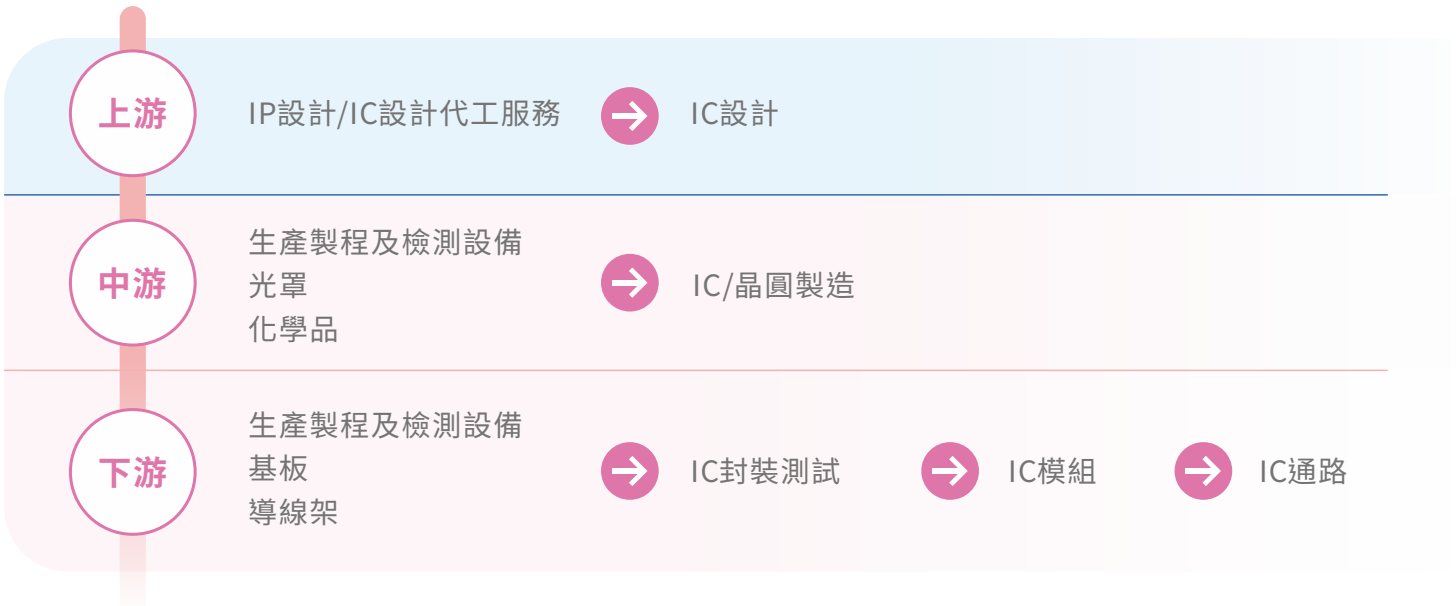 上游
IP設計/IC設計代工服務
IC設計
中游
生產製程及檢測設備
光罩
化學品
IC/晶圓製造
下游
生產製程及檢測設備
基板
導線架
IC封裝測試
IC模組
IC通路